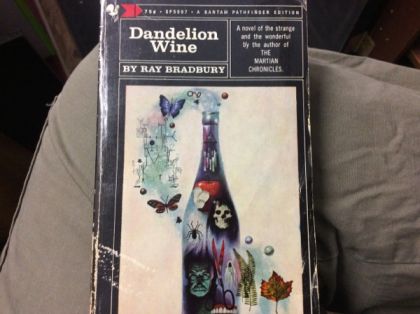 75¢ • SP5097 • A BANTAM PATHFINDER EDITION
Dandelion
Wine
BY RAY BRADBURY
A novel of the strange
and the wonderful
by the author of
THE
MARTIAN
CHRONICLES.